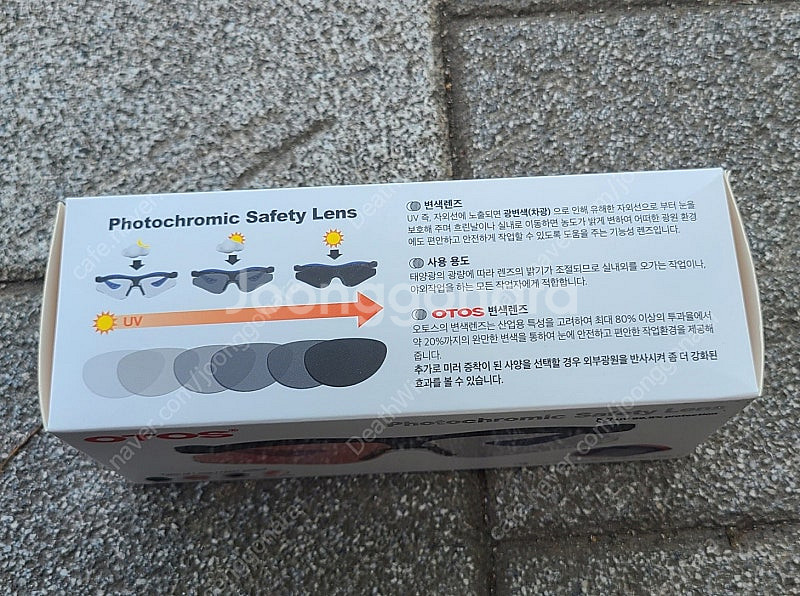 Photochromic Safety Lens
UV
변색렌즈
UV 즉, 자외선에 노출되면 광변색(차광) 으로 인해 유해한 자외선으로 부터 눈을
보호해 주며 흐린날이나 실내로 이동하면 농도가 밝게 변하여 어떠한 광원 환경
에도 편안하고 안전하게 작업할 수 있도록 도움을 주는 기능성 렌즈입니다.
사용 용도
태양광의 광량에 따라 렌즈의 밝기가 조절되므로 실내외를 오가는 작업이나,
야외작업을 하는 모든 작업자에게 적합합니다.
OTOS 변색렌즈
오토스의 변색렌즈는 산업용 특성을 고려하여 최대 80% 이상의 투과율에서
약 20%까지의 완만한 변색을 통하여 눈에 안전하고 편안한 작업환경을 제공해
줍니다.
추가로 미러 증착이 된 사양을 선택할 경우 외부광원을 반사시켜 좀 더 강화된
효과를 볼 수 있습니다.
OTOS®
Photochromic Safety Lens
Joonggonara